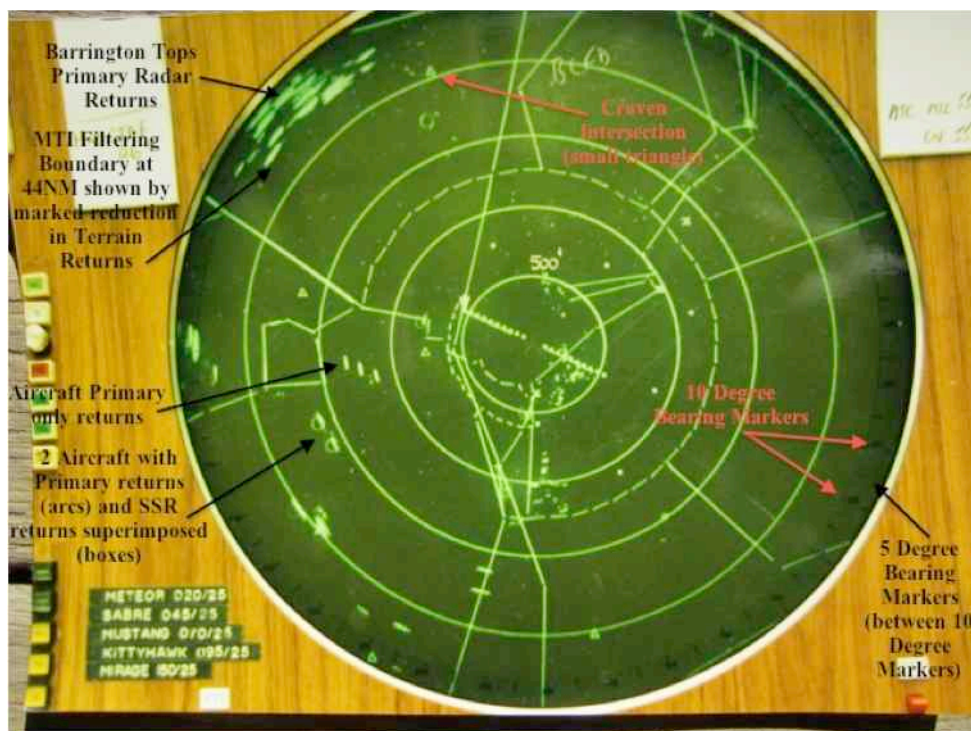 Barrington Tops
Primary Radar
Returns
MTI Filtering
Boundary at
44NM shown by
marked reduction
in Terrain
Returns
Craven
Intersection
(small triangle)
500'
Aircraft Primary
only returns
10 Degree
Bearing Markers
2 Aircraft with
Primary returns
(arcs) and SSR
returns superimposed
(boxes)
5 Degree
Bearing
Markers
(between 10
Degree
Markers)
METEOR 020/25
SABRE 045/25
MUSTANG 070/25
KITTYHAWK 095/25
MIRAGE 150/25